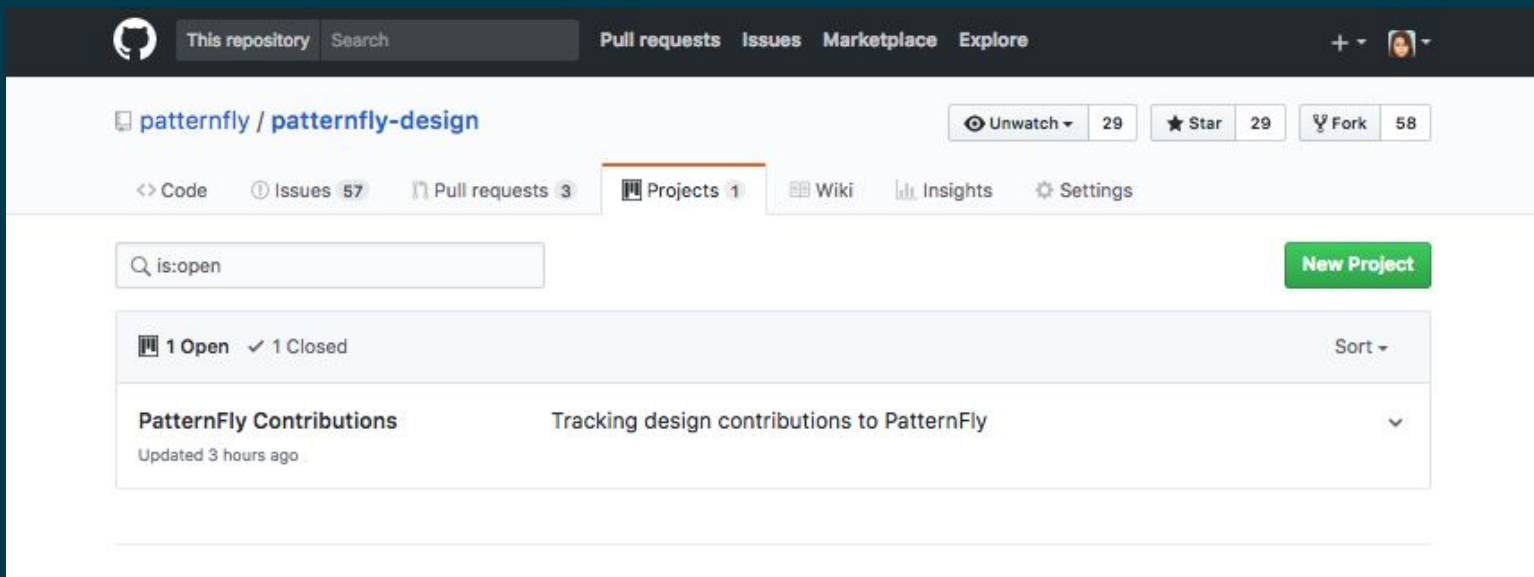 This repository Search Pull requests Issues Marketplace Explore
patternfly / patternfly-design Unwatch 29 Star 29 Fork 58
<> Code Issues 57 Pull requests 3 Projects 1 Wiki Insights Settings
is:open New Project
1 Open ✓ 1 Closed Sort
PatternFly Contributions Tracking design contributions to PatternFly
Updated 3 hours ago